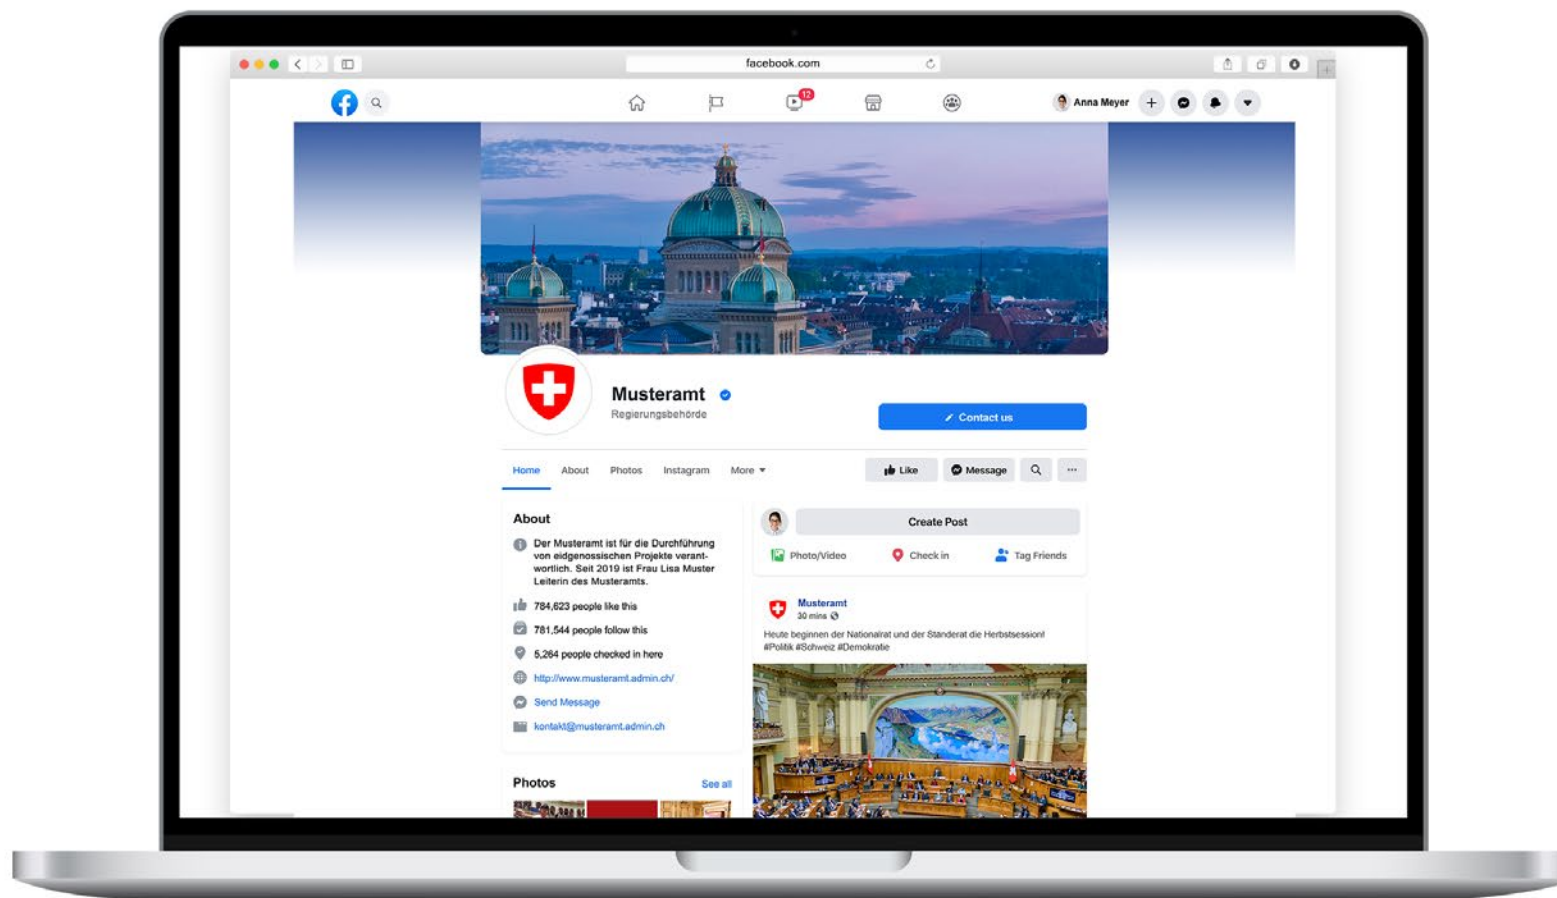 facebook.com
12
Anna Meyer
Musteramt
Regierungsbehörde
Contact us
Home
About
Photos
Instagram
More
Like
Message
About
Der Musteramt ist für die Durchführung
von eidgenossischen Projekte verant-
wortlich. Seit 2019 ist Frau Lisa Muster
Leiterin des Musteramts.
784,623 people like this
781,544 people follow this
5,264 people checked in here
http://www.musteramt.admin.ch/
Send Message
kontakt@musteramt.admin.ch
Photos
See all
Create Post
Photo/Video
Check in
Tag Friends
Musteramt
30 mins
Heute beginnen der Nationalrat und der Ständerat die Herbstsession!
#Politik #Schweiz #Demokratie